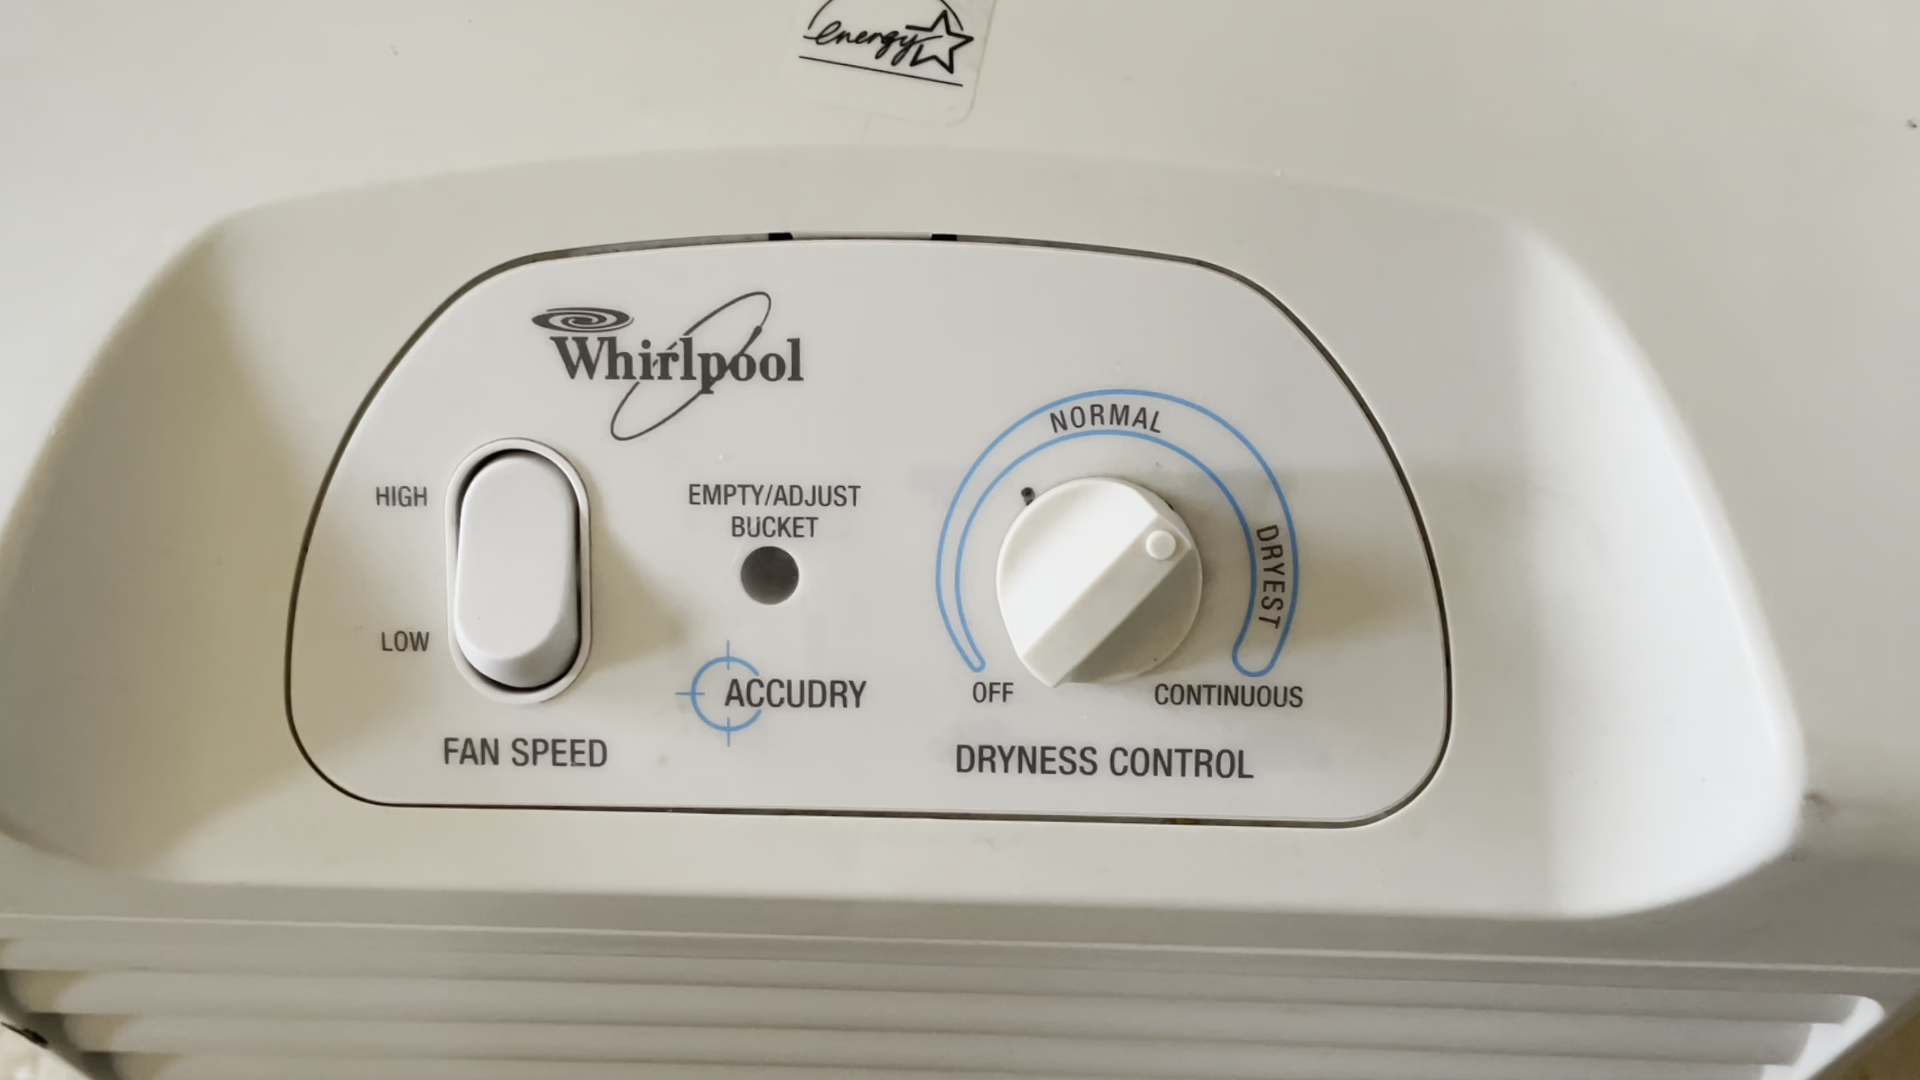 energy
Whirlpool
HIGH
LOW
FAN SPEED
EMPTY/ADJUST
BUCKET
ACCUDRY
NORMAL
DRYEST
OFF
CONTINUOUS
DRYNESS CONTROL